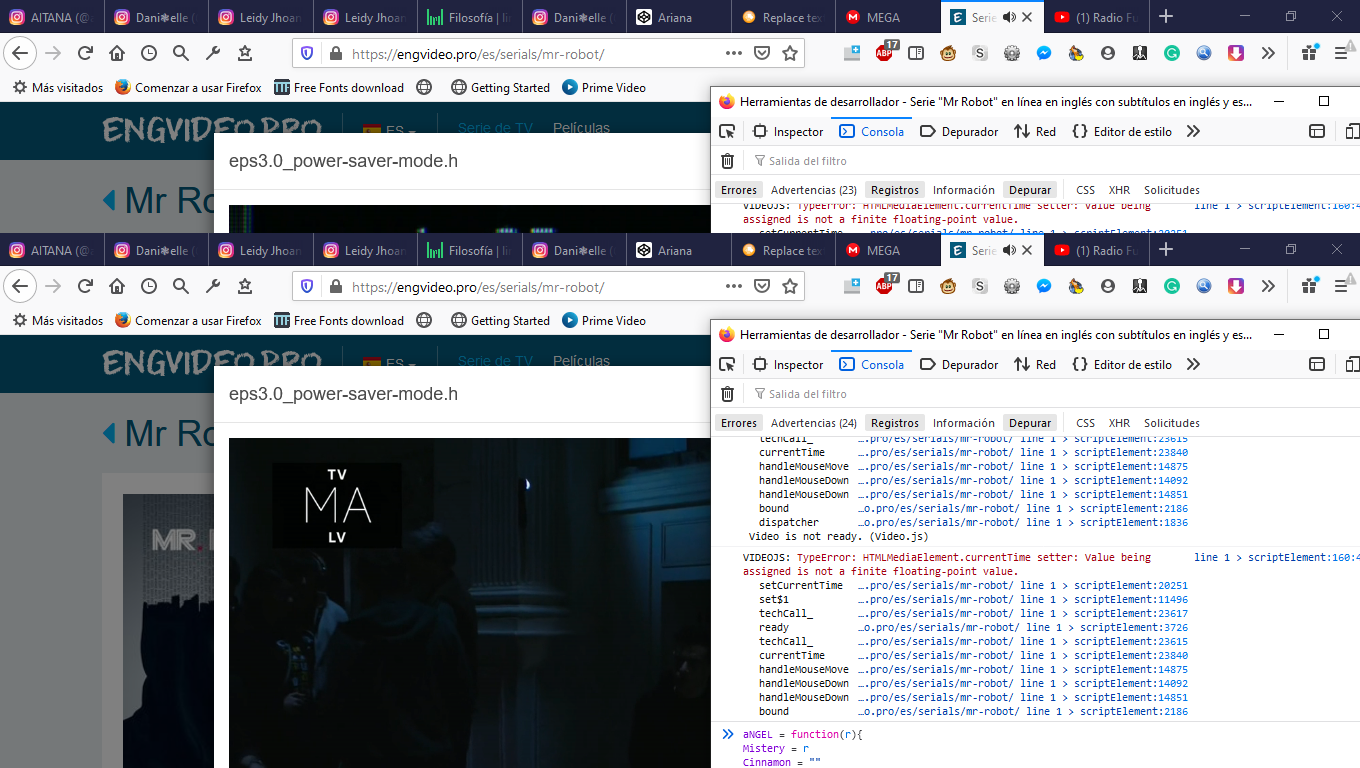 AITANA (@
Dani❃elle (
Leidy Jhoan
Leidy Jhoan
Filosofía | li
Dani❃elle (
Ariana
Replace tex
MEGA
Serie
(1) Radio Fu
https://engvideo.pro/es/serials/mr-robot/
17
Más visitados
Comenzar a usar Firefox
Free Fonts download
Getting Started
Prime Video
ENGVIDEO.PRO
ES
Serie de TV
Películas
Mr Ro
eps3.0_power-saver-mode.h
Herramientas de desarrollador - Serie "Mr Robot" en línea en inglés con subtítulos en inglés y es...
Inspector
Consola
Depurador
Red
Editor de estilo
Salida del filtro
Errores
Advertencias (23)
Registros
Información
Depurar
CSS
XHR
Solicitudes
VIDEOJS: TypeError: HTMLMediaElement.currentTime setter: Value being line 1 > scriptElement:160:4
assigned is not a finite floating-point value.
setCurrentTime ….pro/es/serials/mr-robot/ line 1 > scriptElement:20251
AITANA (@
Dani❃elle (
Leidy Jhoan
Leidy Jhoan
Filosofía | li
Dani❃elle (
Ariana
Replace tex
MEGA
Serie
(1) Radio Fu
https://engvideo.pro/es/serials/mr-robot/
17
Más visitados
Comenzar a usar Firefox
Free Fonts download
Getting Started
Prime Video
ENGVIDEO.PRO
ES
Serie de TV
Películas
Mr Ro
eps3.0_power-saver-mode.h
TV
MA
LV
MR.
Herramientas de desarrollador - Serie "Mr Robot" en línea en inglés con subtítulos en inglés y es...
Inspector
Consola
Depurador
Red
Editor de estilo
Salida del filtro
Errores
Advertencias (24)
Registros
Información
Depurar
CSS
XHR
Solicitudes
techCall_ ….pro/es/serials/mr-robot/ line 1 > scriptElement:23615
currentTime ….pro/es/serials/mr-robot/ line 1 > scriptElement:23840
handleMouseMove ….pro/es/serials/mr-robot/ line 1 > scriptElement:14875
handleMouseDown ….pro/es/serials/mr-robot/ line 1 > scriptElement:14092
handleMouseDown ….pro/es/serials/mr-robot/ line 1 > scriptElement:14851
bound …o.pro/es/serials/mr-robot/ line 1 > scriptElement:2186
dispatcher …o.pro/es/serials/mr-robot/ line 1 > scriptElement:1836
Video is not ready. (Video.js)
VIDEOJS: TypeError: HTMLMediaElement.currentTime setter: Value being line 1 > scriptElement:160:4
assigned is not a finite floating-point value.
setCurrentTime ….pro/es/serials/mr-robot/ line 1 > scriptElement:20251
set$1 ….pro/es/serials/mr-robot/ line 1 > scriptElement:11496
techCall_ ….pro/es/serials/mr-robot/ line 1 > scriptElement:23617
ready …o.pro/es/serials/mr-robot/ line 1 > scriptElement:3726
techCall_ ….pro/es/serials/mr-robot/ line 1 > scriptElement:23615
currentTime ….pro/es/serials/mr-robot/ line 1 > scriptElement:23840
handleMouseMove ….pro/es/serials/mr-robot/ line 1 > scriptElement:14875
handleMouseDown ….pro/es/serials/mr-robot/ line 1 > scriptElement:14092
handleMouseDown ….pro/es/serials/mr-robot/ line 1 > scriptElement:14851
bound …o.pro/es/serials/mr-robot/ line 1 > scriptElement:2186
aNGEL = function(r){
Mistery = r
Cinnamon = ""